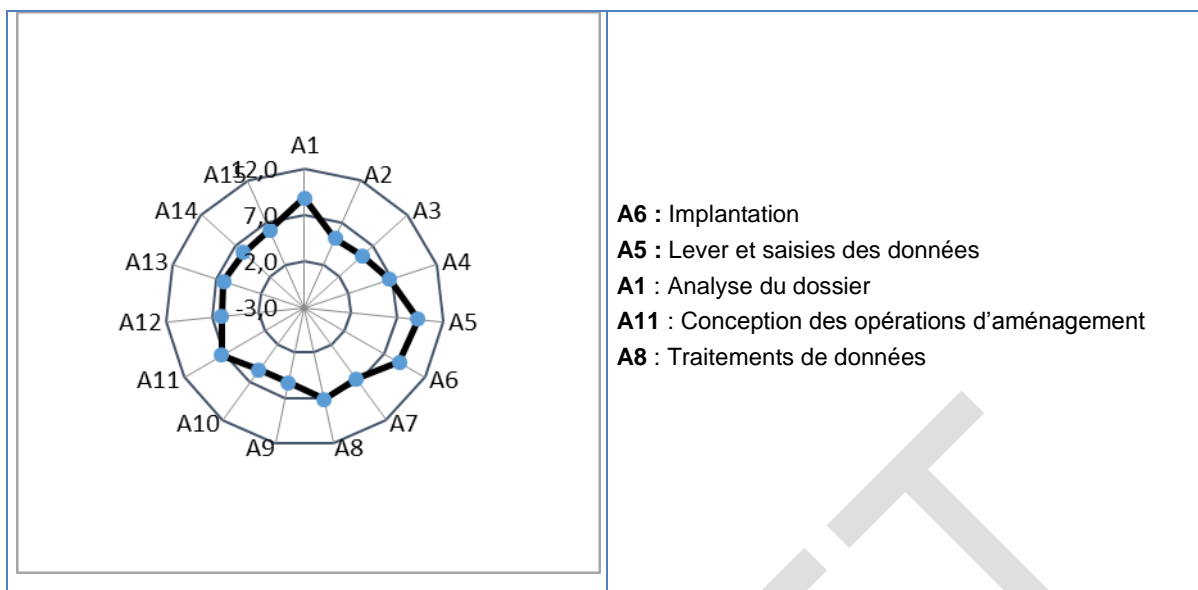 A1
A15
12,0
A2
A14
7,0
A3
A13
2,0
A4
A12
-3,0
A5
A11
A6
A10
A7
A9
A8
A6 : Implantation
A5 : Lever et saisies des données
A1 : Analyse du dossier
A11 : Conception des opérations d’aménagement
A8 : Traitements de données